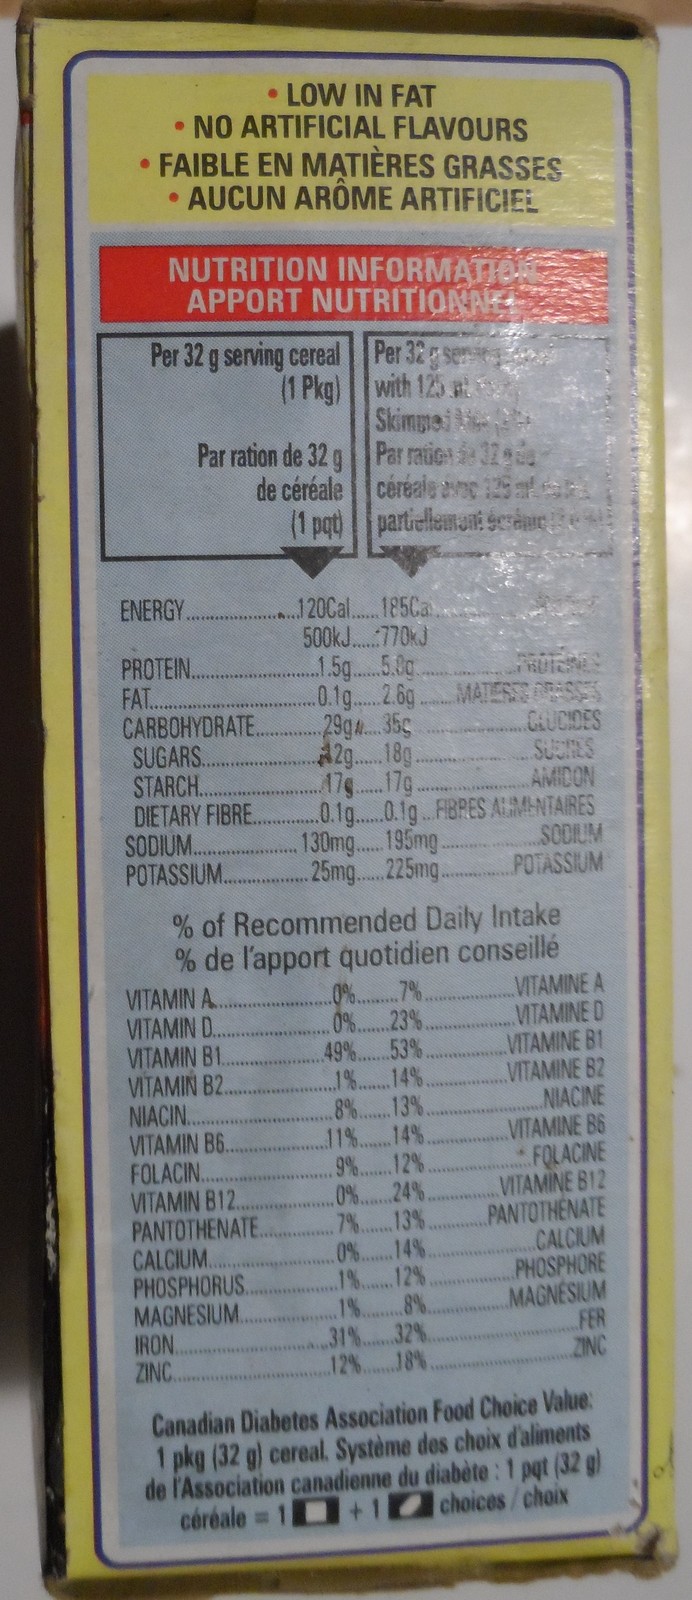 • LOW IN FAT
• NO ARTIFICIAL FLAVOURS
• FAIBLE EN MATIÈRES GRASSES
• AUCUN ARÔME ARTIFICIEL
NUTRITION INFORMATION
APPORT NUTRITIONNEL
Per 32 g serving cereal
(1 Pkg)
Par ration de 32 g
de céréale
(1 pqt)
Per 32 g
with 125
Skimmed
Par ration de 32 g de
céréale avec 125 ml
partiellement écrémé
ENERGY.....120Cal.....185Cal
500kJ.....770kJ
PROTEIN.....1.5g.....5.8g.....PROTÉINES
FAT.....0.1g.....2.6g.....MATIÈRES GRASSES
CARBOHYDRATE.....29g.....35g.....GLUCIDES
SUGARS.....12g.....18g.....SUCRES
STARCH.....17g.....17g.....AMIDON
DIETARY FIBRE.....0.1g.....0.1g...FIBRES ALIMENTAIRES
SODIUM.....130mg.....195mg.....SODIUM
POTASSIUM.....25mg.....225mg.....POTASSIUM
% of Recommended Daily Intake
% de l'apport quotidien conseillé
VITAMIN A.....0%.....7%.....VITAMINE A
VITAMIN D.....0%.....23%.....VITAMINE D
VITAMIN B1.....49%.....53%.....VITAMINE B1
VITAMIN B2.....1%.....14%.....VITAMINE B2
NIACIN.....8%.....13%.....NIACINE
VITAMIN B6.....11%.....14%.....VITAMINE B6
FOLACIN.....9%.....12%.....FOLACINE
VITAMIN B12.....0%.....24%.....VITAMINE B12
PANTOTHENATE.....7%.....13%.....PANTOTHÉNATE
CALCIUM.....0%.....14%.....CALCIUM
PHOSPHORUS.....1%.....12%.....PHOSPHORE
MAGNESIUM.....1%.....8%.....MAGNÉSIUM
IRON.....31%.....32%.....FER
ZINC.....12%.....18%.....ZINC
Canadian Diabetes Association Food Choice Value:
1 pkg (32 g) cereal. Système des choix d'aliments
de l'Association canadienne du diabète : 1 pqt (32 g)
céréale = 1 + 1 choices / choix